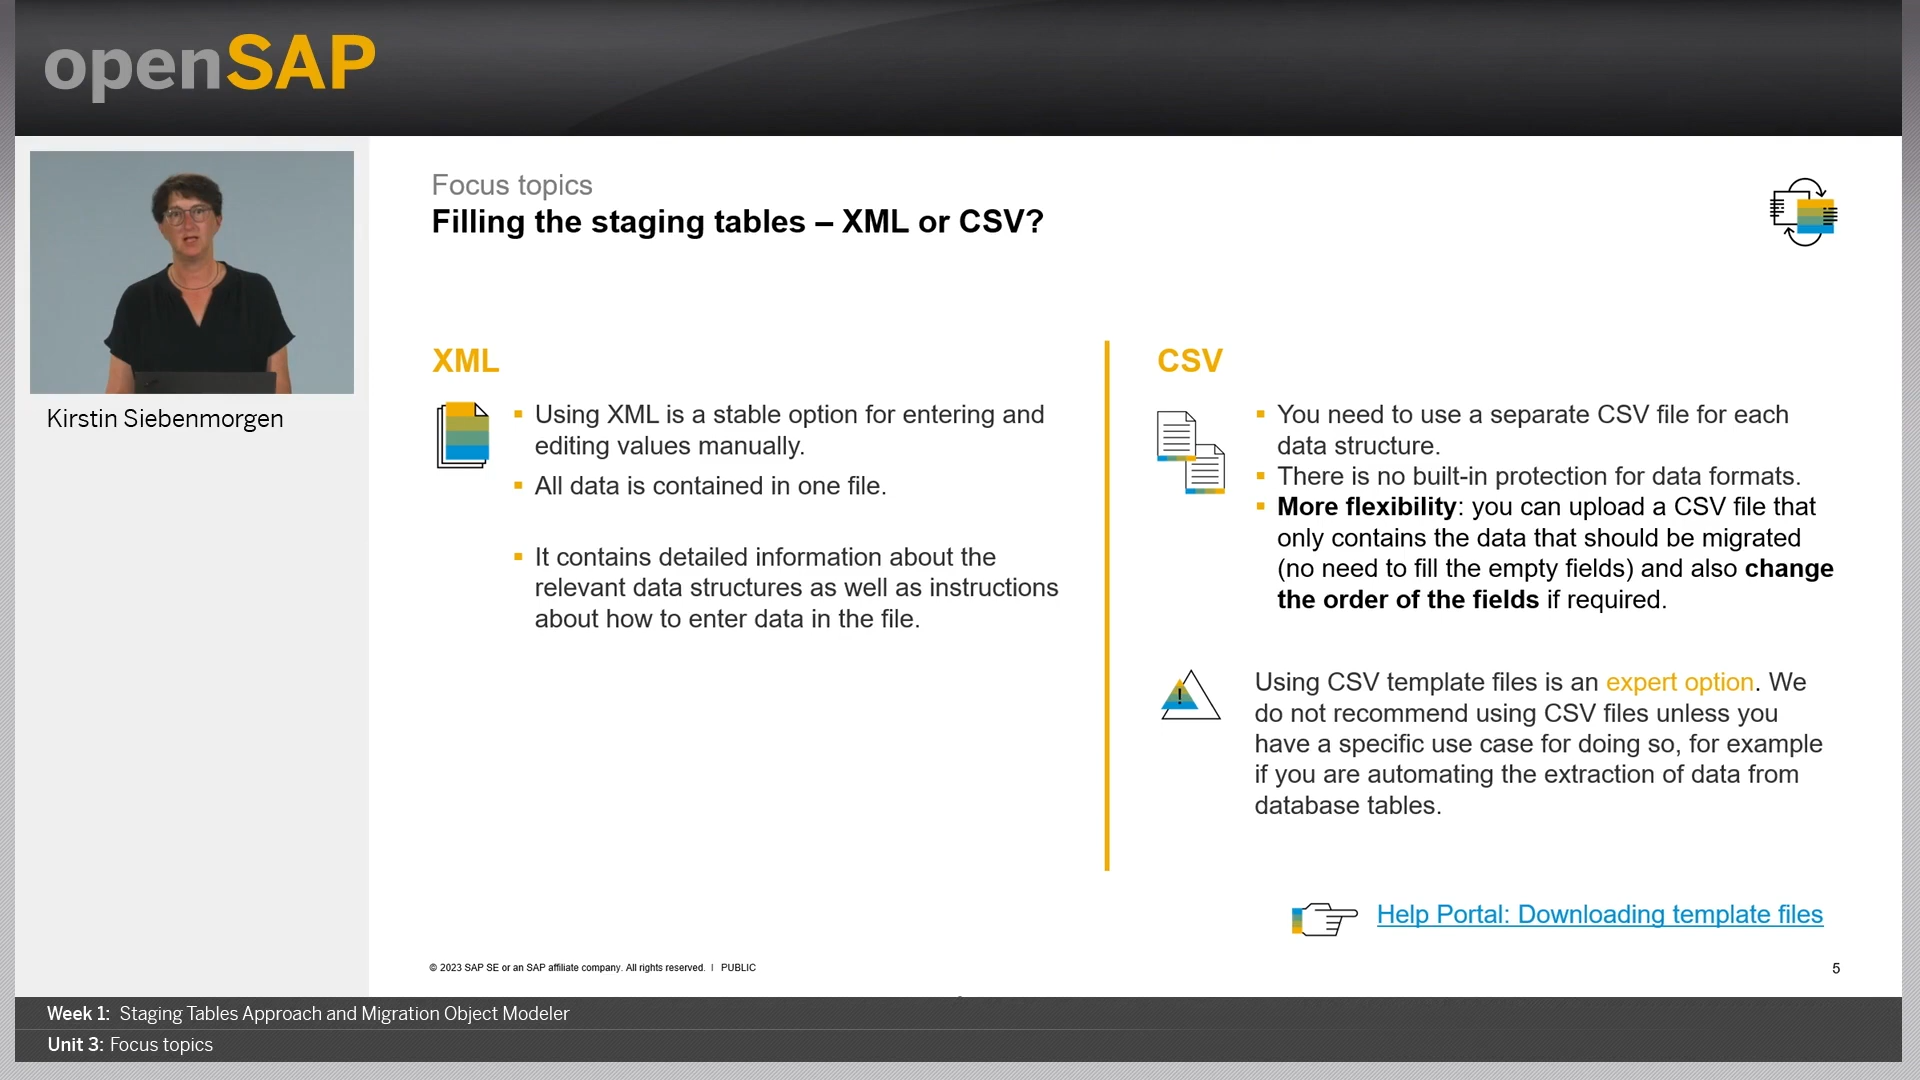 openSAP
Kirstin Siebenmorgen
Focus topics
Filling the staging tables – XML or CSV?
XML
Using XML is a stable option for entering and
editing values manually.
All data is contained in one file.
It contains detailed information about the
relevant data structures as well as instructions
about how to enter data in the file.
CSV
You need to use a separate CSV file for each
data structure.
There is no built-in protection for data formats.
More flexibility: you can upload a CSV file that
only contains the data that should be migrated
(no need to fill the empty fields) and also change
the order of the fields if required.
!
Using CSV template files is an expert option. We
do not recommend using CSV files unless you
have a specific use case for doing so, for example
if you are automating the extraction of data from
database tables.
Help Portal: Downloading template files
© 2023 SAP SE or an SAP affiliate company. All rights reserved. | PUBLIC
5
Week 1: Staging Tables Approach and Migration Object Modeler
Unit 3: Focus topics